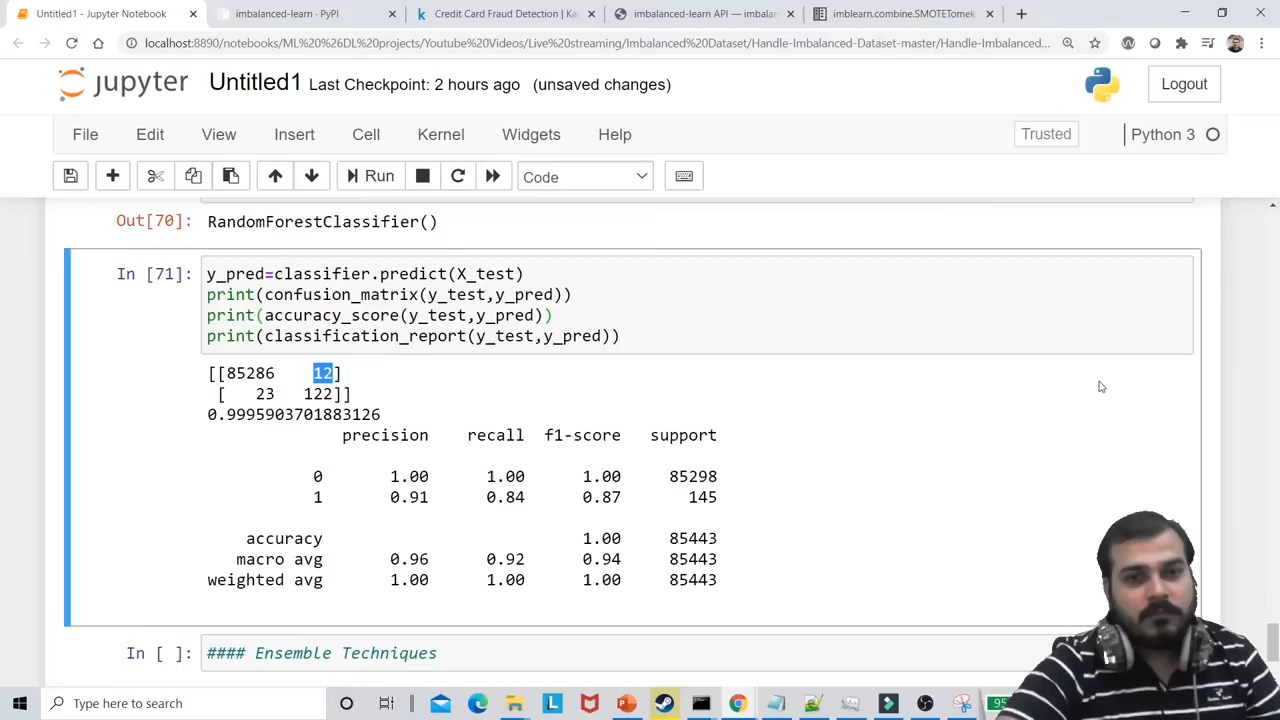 Untitled1 - Jupyter Notebook
imbalanced-learn · PyPI
Credit Card Fraud Detection | Ka
imbalanced-learn API — imbalan
imblearn.combine.SMOTETomek
localhost:8890/notebooks/ML%20%26DL%20projects/Youtube%20Videos/Live%20streaming/Imbalanced%20Dataset/Handle-Imbalanced-Dataset-master/Handle-Imbalanced...
jupyter Untitled1 Last Checkpoint: 2 hours ago (unsaved changes)
Logout
File Edit View Insert Cell Kernel Widgets Help
Trusted
Python 3
Run
Code
Out[70]: RandomForestClassifier()
In [71]: y_pred=classifier.predict(X_test)
print(confusion_matrix(y_test,y_pred))
print(accuracy_score(y_test,y_pred))
print(classification_report(y_test,y_pred))
[[85286 12]
[ 23 122]]
0.9995903701883126
precision recall f1-score support
0 1.00 1.00 1.00 85298
1 0.91 0.84 0.87 145
accuracy 1.00 85443
macro avg 0.96 0.92 0.94 85443
weighted avg 1.00 1.00 1.00 85443
In [ ]: #### Ensemble Techniques
Type here to search
95